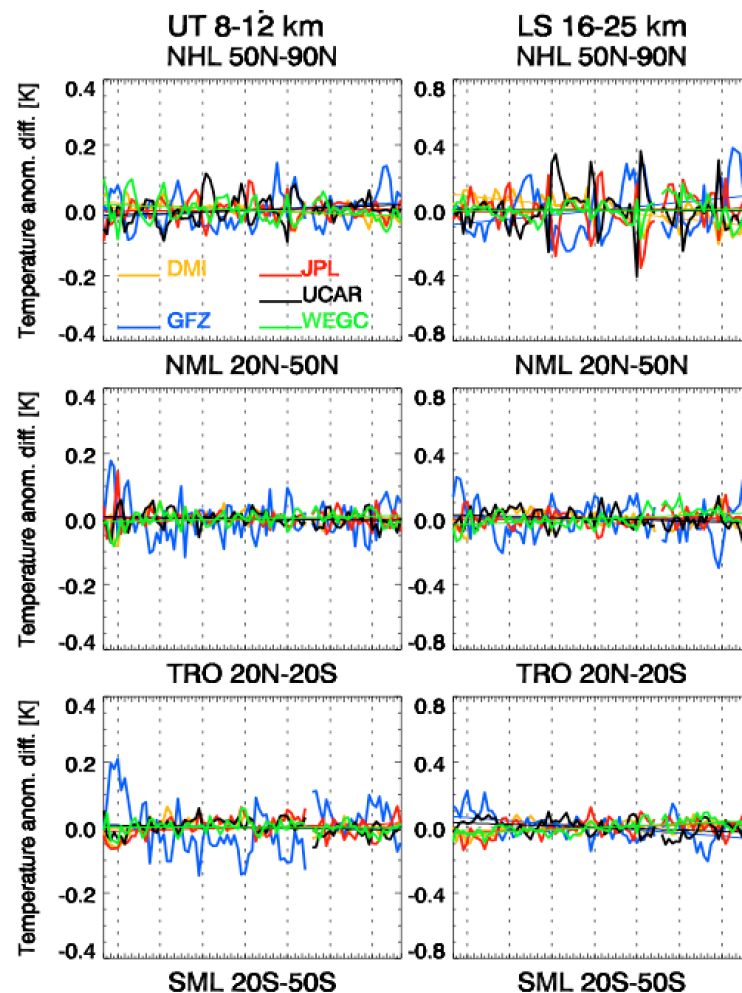 UT 8-12 km LS 16-25 km
NHL 50N-90N NHL 50N-90N
Temperature anom. diff. [K]
0.4
0.2
0.0
-0.2
-0.4
0.8
0.4
0.0
-0.4
-0.8
DMI JPL
UCAR
GFZ WEGC
NML 20N-50N NML 20N-50N
Temperature anom. diff. [K]
0.4
0.2
0.0
-0.2
-0.4
0.8
0.4
0.0
-0.4
-0.8
TRO 20N-20S TRO 20N-20S
Temperature anom. diff. [K]
0.4
0.2
0.0
-0.2
-0.4
0.8
0.4
0.0
-0.4
-0.8
SML 20S-50S SML 20S-50S